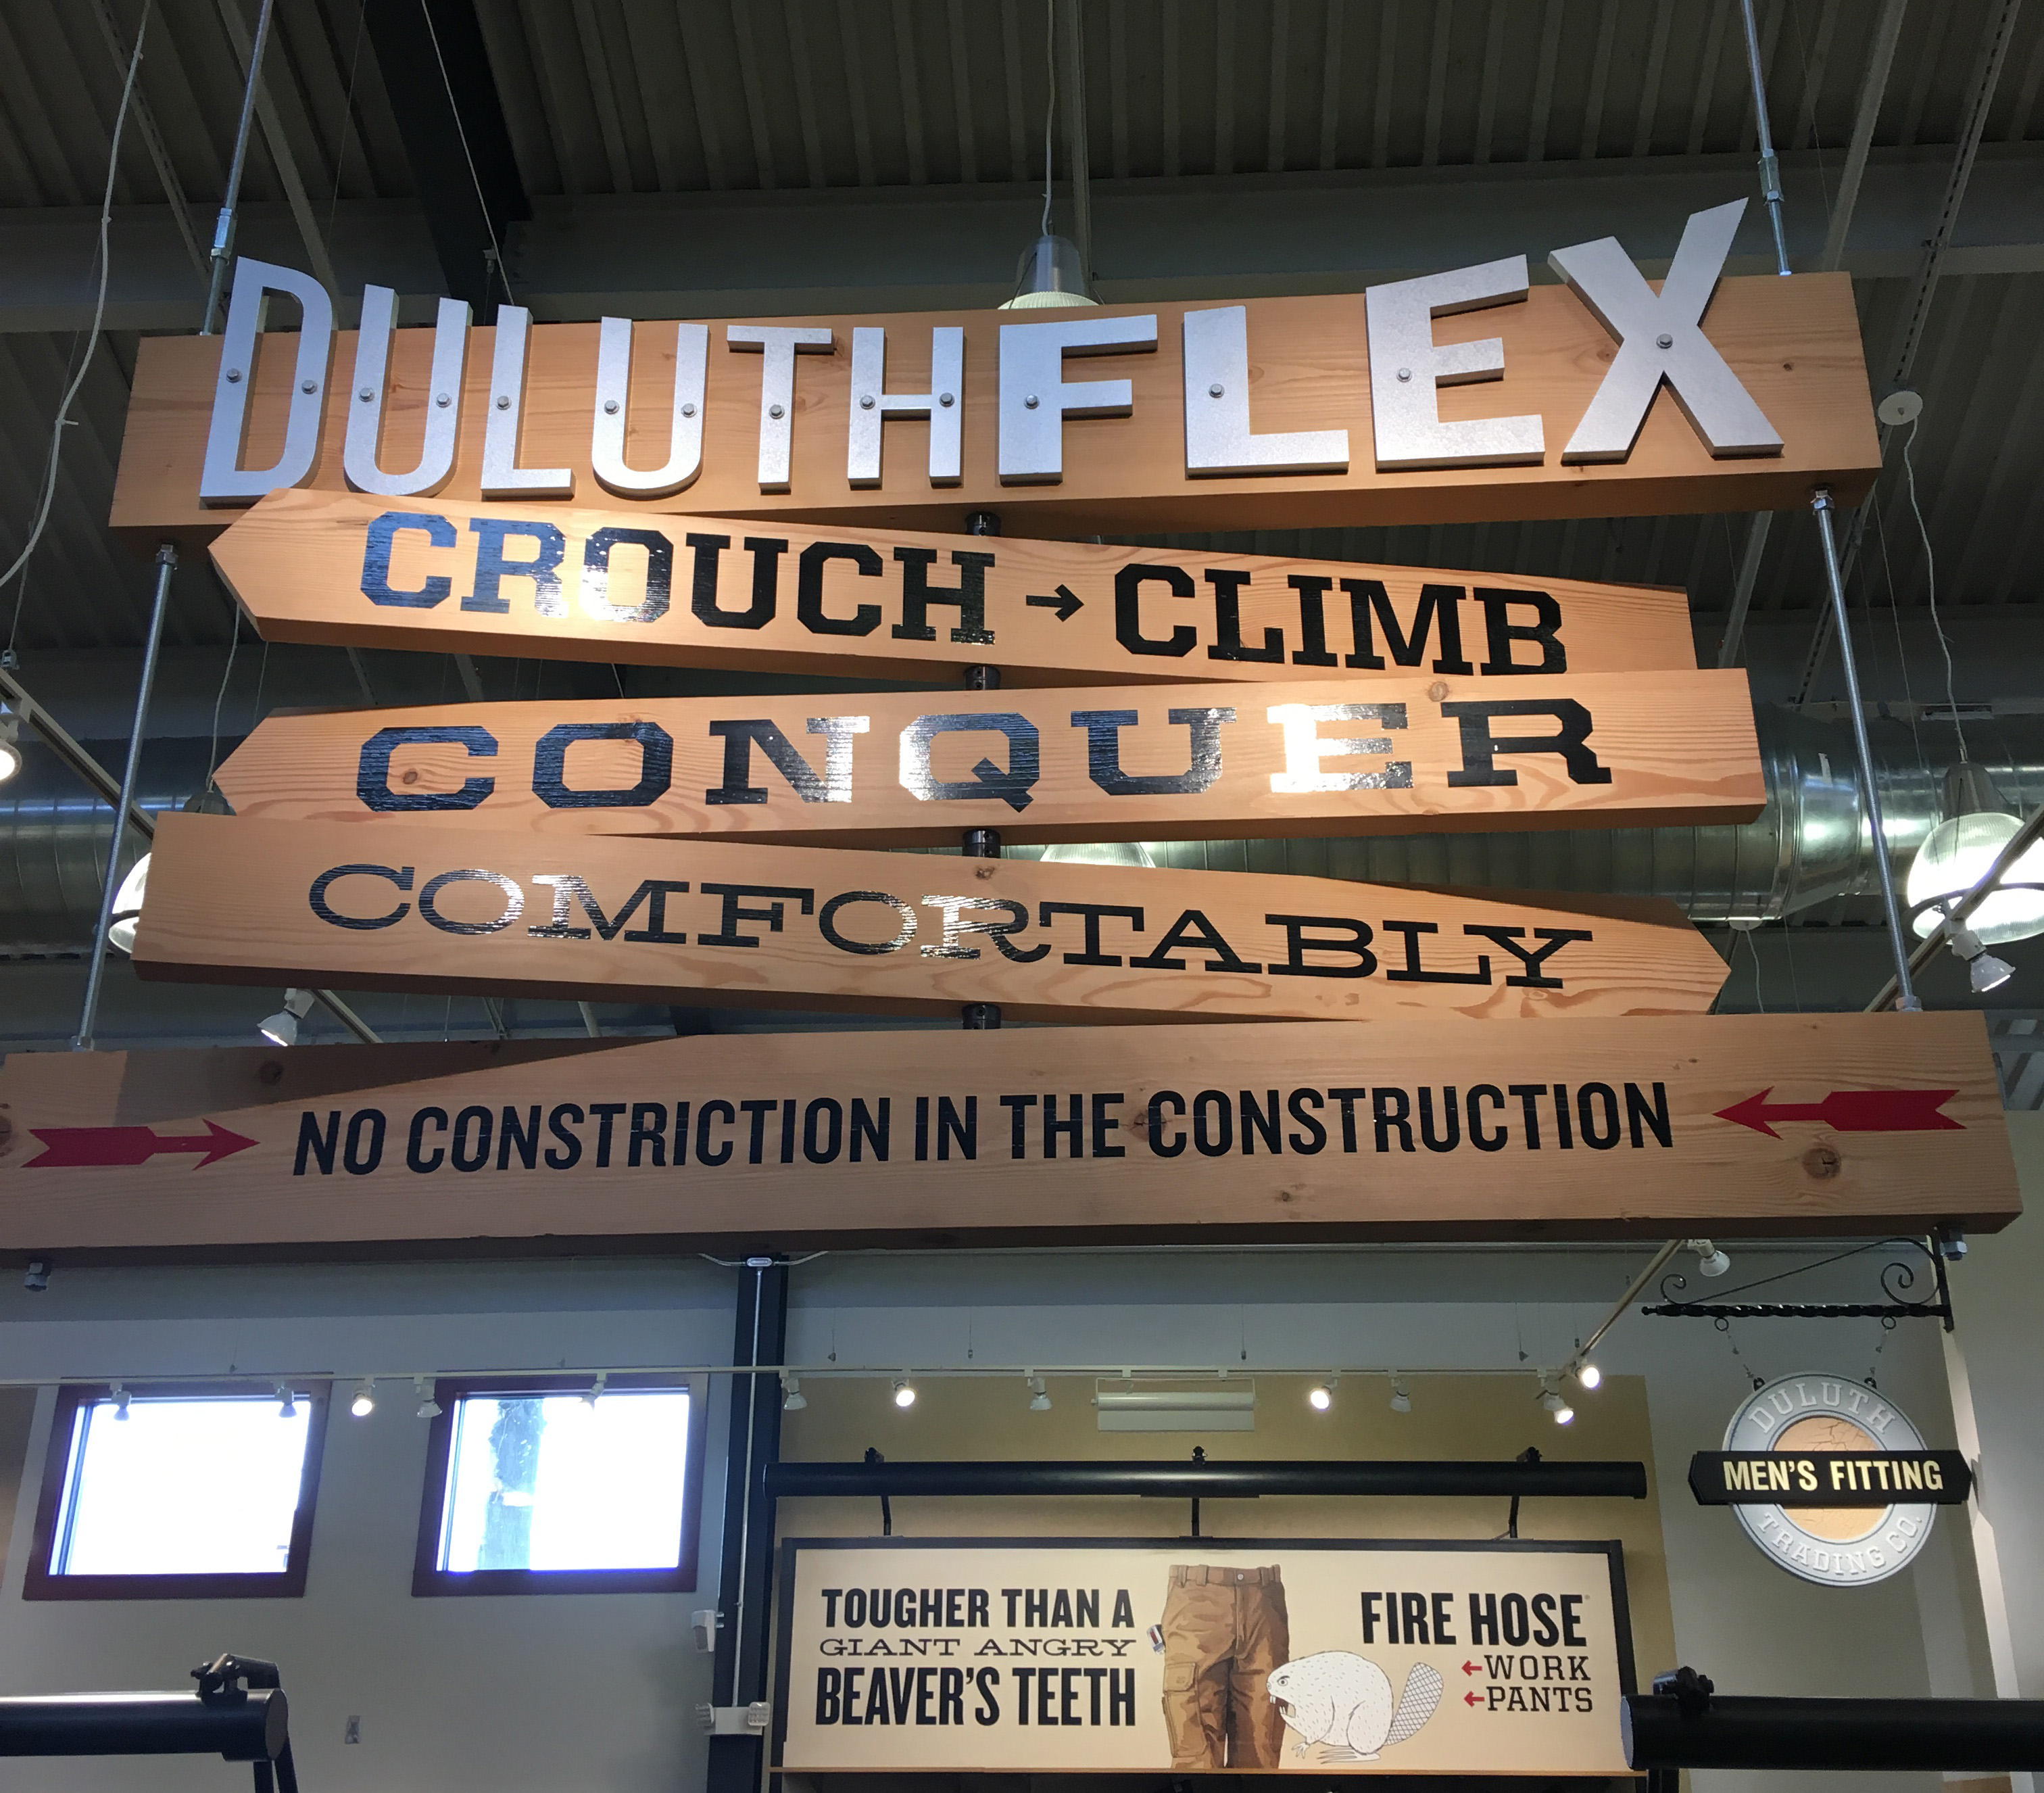 DULUTHFLEX
CROUCH → CLIMB
CONQUER
COMFORTABLY
NO CONSTRICTION IN THE CONSTRUCTION
DULUTH
MEN'S FITTING
TRADING CO.
TOUGHER THAN A
GIANT ANGRY
BEAVER'S TEETH
FIRE HOSE
WORK
PANTS